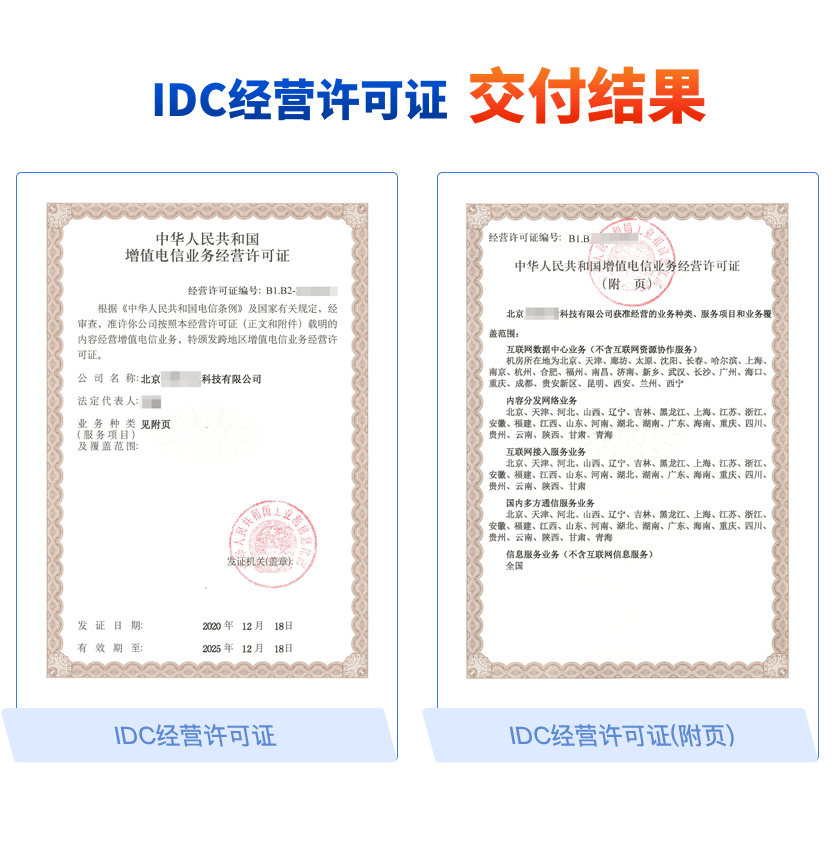 IDC经营许可证 交付结果
中华人民共和国
增值电信业务经营许可证
经营许可证编号: B1.B2-
根据《中华人民共和国电信条例》及国家有关规定，经
审查，准许你公司按照本经营许可证（正文和附件）载明的
内容经营增值电信业务，特颁发跨地区增值电信业务经营许
可证。
公司名称: 北京 科技有限公司
法定代表人:
业务种类 见附页
(服务项目)
及覆盖范围:
发证机关(盖章):
发证日期: 2020 年 12 月 18日
有效期至: 2025 年 12 月 18日
IDC经营许可证
经营许可证编号: B1.B
中华人民共和国增值电信业务经营许可证
（附 页）
北京 科技有限公司获准经营的业务种类、服务项目和业务覆
盖范围:
互联网数据中心业务（不含互联网资源协作服务）
机房所在地为北京、天津、廊坊、太原、沈阳、长春、哈尔滨、上海、
南京、杭州、合肥、福州、南昌、济南、新乡、武汉、长沙、广州、海口、
重庆、成都、贵安新区、昆明、西安、兰州、西宁
内容分发网络业务
北京、天津、河北、山西、辽宁、吉林、黑龙江、上海、江苏、浙江、
安徽、福建、江西、山东、河南、湖北、湖南、广东、海南、重庆、四川、
贵州、云南、陕西、甘肃、青海
互联网接入服务业务
北京、天津、河北、山西、辽宁、吉林、黑龙江、上海、江苏、浙江、
安徽、福建、江西、山东、河南、湖北、湖南、广东、海南、重庆、四川、
贵州、云南、陕西、甘肃
国内多方通信服务业务
北京、天津、河北、山西、辽宁、吉林、黑龙江、上海、江苏、浙江、
安徽、福建、江西、山东、河南、湖北、湖南、广东、海南、重庆、四川、
贵州、云南、陕西、甘肃、青海
信息服务业务（不含互联网信息服务）
全国
IDC经营许可证(附页)